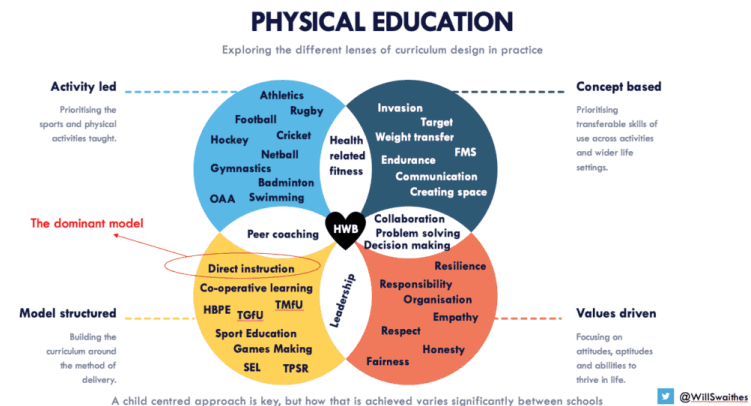 PHYSICAL EDUCATION
Exploring the different lenses of curriculum design in practice
Activity led
Prioritising the
sports and physical
activities taught.
Athletics
Rugby
Football
Cricket
Hockey
Netball
Gymnastics
Badminton
OAA
Swimming
Health
related
fitness
Invasion
Target
Weight transfer
FMS
Endurance
Communication
Creating space
Concept based
Prioritising
transferable skills of
use across activities
and wider life
settings.
The dominant model
Peer coaching
HWB
Collaboration
Problem solving
Decision making
Direct instruction
Co-operative learning
HBPE
TGfU
TMfU
Sport Education
Games Making
SEL
TPSR
Leadership
Resilience
Responsibility
Organisation
Empathy
Respect
Honesty
Fairness
Model structured
Building the
curriculum around
the method of
delivery.
Values driven
Focusing on
attitudes, aptitudes
and abilities to
thrive in life.
A child centred approach is key, but how that is achieved varies significantly between schools
@WillSwaithes